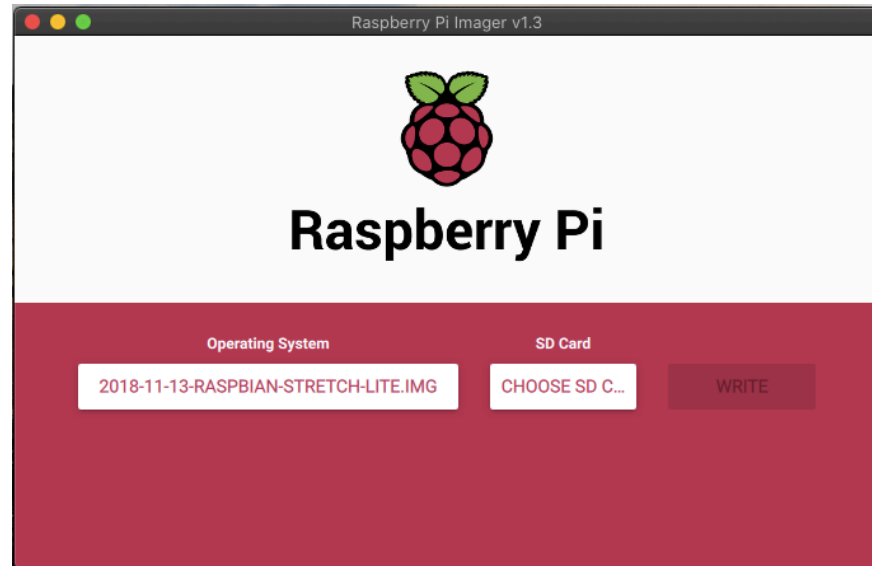 Raspberry Pi Imager v1.3
Raspberry Pi
Operating System
SD Card
2018-11-13-RASPBIAN-STRETCH-LITE.IMG
CHOOSE SD C...
WRITE